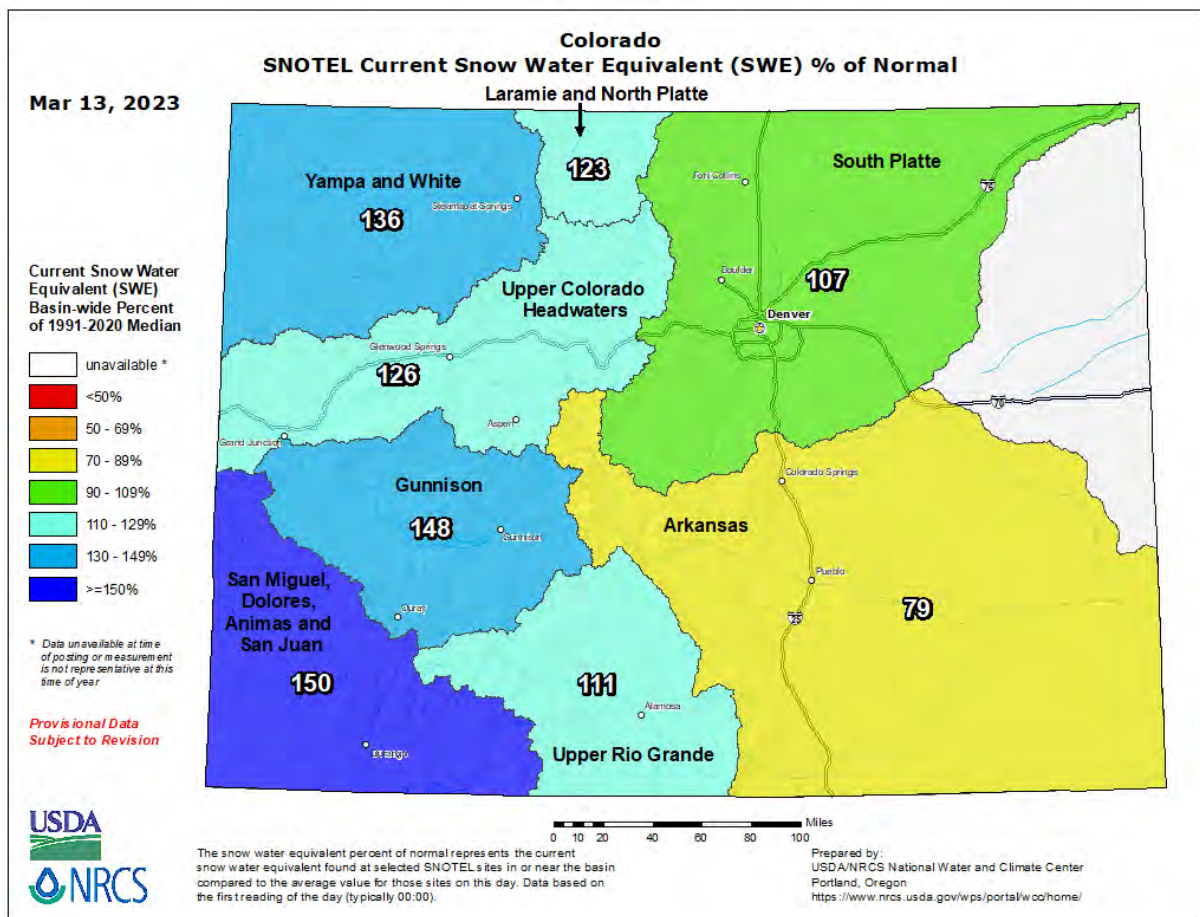 Colorado
SNOTEL Current Snow Water Equivalent (SWE) % of Normal
Mar 13, 2023
Laramie and North Platte
123
South Platte
Fort Collins
76
Yampa and White
136
Steamboat Springs
Current Snow Water
Equivalent (SWE)
Basin-wide Percent
of 1991-2020 Median
unavailable *
<50%
50 - 69%
70 - 89%
90 - 109%
110 - 129%
130 - 149%
>=150%
* Data unavailable at time
of posting or measurement
is not representative at this
time of year
Provisional Data
Subject to Revision
Upper Colorado
Headwaters
Boulder
107
Denver
Glenwood Springs
126
Aspen
Grand Junction
70
Gunnison
148
Gunnison
Ouray
Colorado Springs
Arkansas
Pueblo
79
25
San Miguel,
Dolores,
Animas and
San Juan
150
Durango
111
Alamosa
Upper Rio Grande
Miles
0 10 20 40 60 80 100
USDA
NRCS
The snow water equivalent percent of normal represents the current
snow water equivalent found at selected SNOTEL sites in or near the basin
compared to the average value for those sites on this day. Data based on
the first reading of the day (typically 00:00).
Prepared by:
USDA/NRCS National Water and Climate Center
Portland, Oregon
https://www.nrcs.usda.gov/wps/portal/wcc/home/